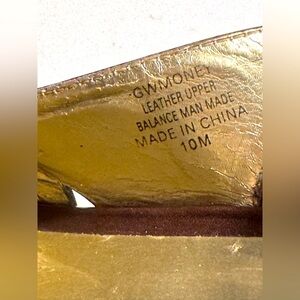 GWMONEY
LEATHER UPPER
BALANCE MAN MADE
MADE IN CHINA
10M